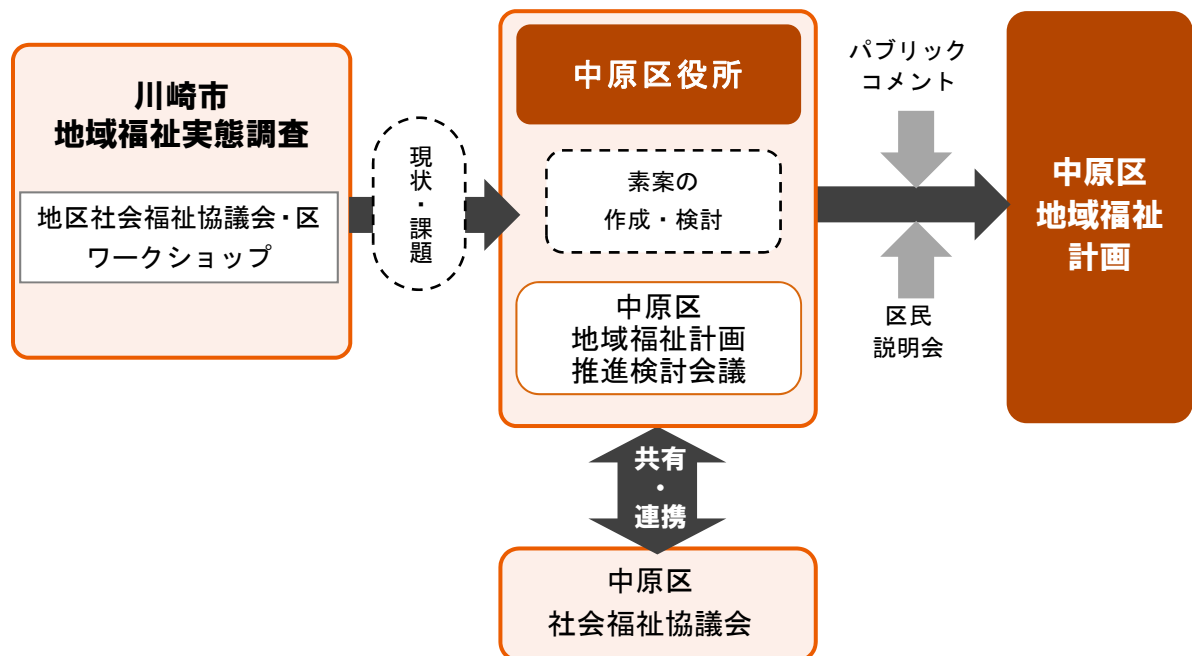 川崎市
地域福祉実態調査
地区社会福祉協議会・区
ワークショップ
現状・課題
中原区役所
素案の
作成・検討
中原区
地域福祉計画
推進検討会議
パブリック
コメント
区民
説明会
中原区
地域福祉
計画
共有
・
連携
中原区
社会福祉協議会